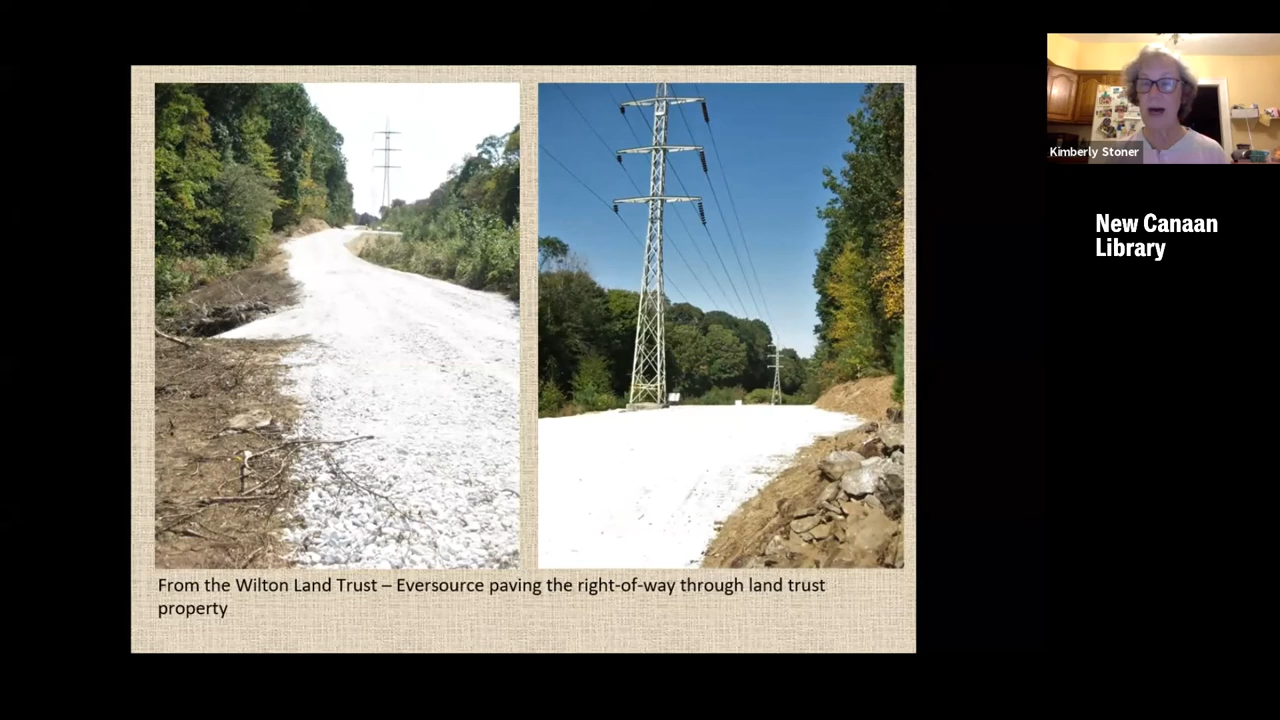 Kimberly Stoner
New Canaan
Library
From the Wilton Land Trust – Eversource paving the right-of-way through land trust
property